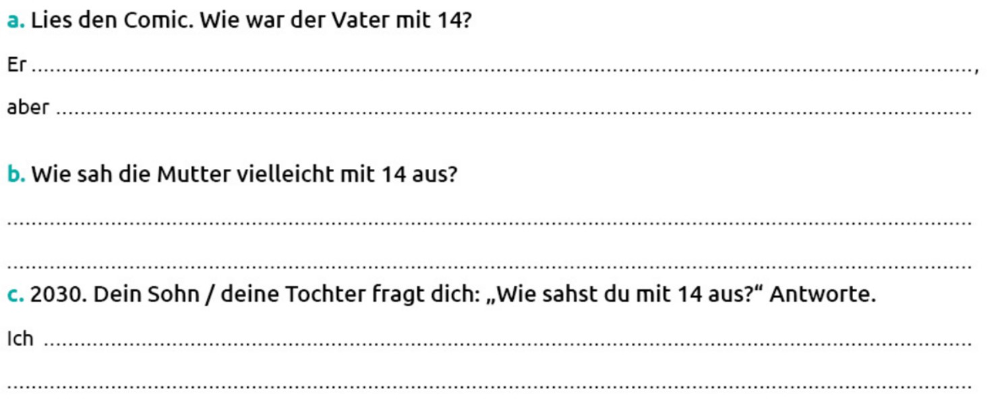 a. Lies den Comic. Wie war der Vater mit 14?
Er ....................................................................................................,
aber ....................................................................................................
b. Wie sah die Mutter vielleicht mit 14 aus?
....................................................................................................
....................................................................................................
c. 2030. Dein Sohn / deine Tochter fragt dich: „Wie sahst du mit 14 aus?“ Antworte.
Ich ....................................................................................................
....................................................................................................